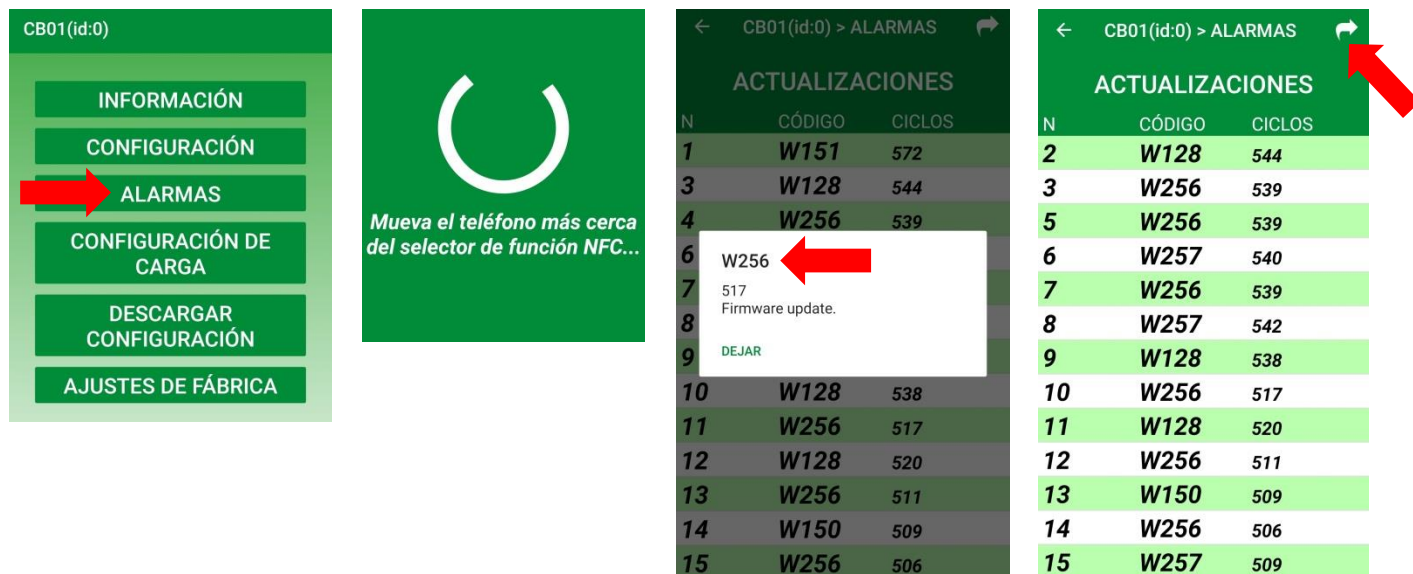 CB01(id:0)
INFORMACIÓN
CONFIGURACIÓN
ALARMAS
CONFIGURACIÓN DE
CARGA
DESCARGAR
CONFIGURACIÓN
AJUSTES DE FÁBRICA
Mueva el teléfono más cerca
del selector de función NFC...
CB01(id:0) > ALARMAS
ACTUALIZACIONES
N CÓDIGO CICLOS
1 W151 572
3 W128 544
4 W256 539
6
7
8
9
W256
517
Firmware update.
DEJAR
10 W128 538
11 W256 517
12 W128 520
13 W256 511
14 W150 509
15 W256 506
CB01(id:0) > ALARMAS
ACTUALIZACIONES
N CÓDIGO CICLOS
2 W128 544
3 W256 539
5 W256 539
6 W257 540
7 W256 539
8 W257 542
9 W128 538
10 W256 517
11 W128 520
12 W256 511
13 W150 509
14 W256 506
15 W257 509